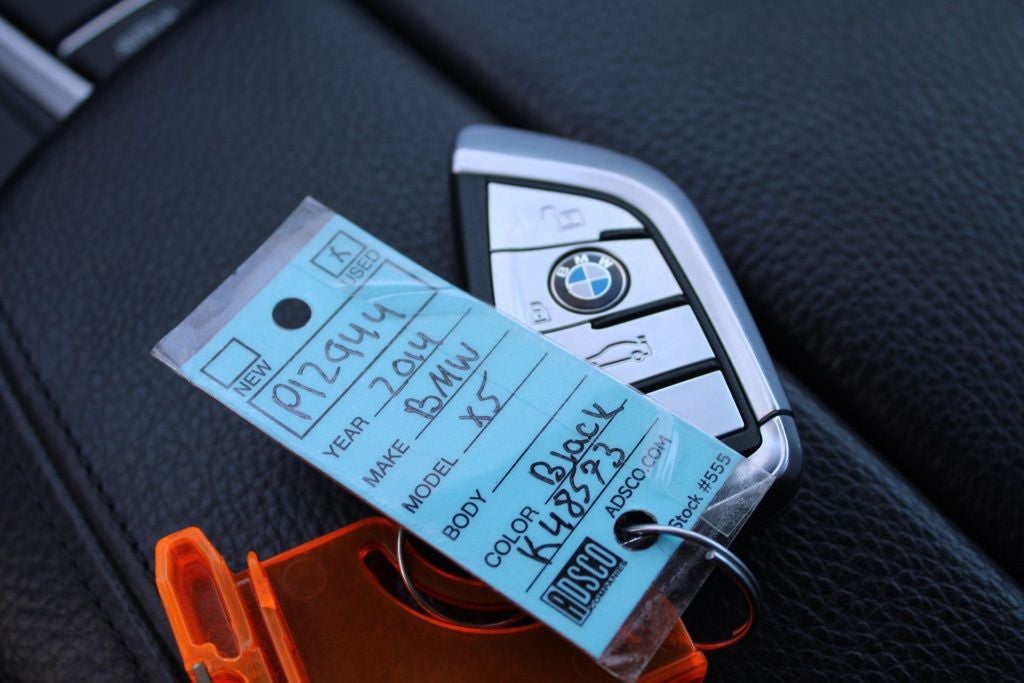 X
USED
NEW
P12944
YEAR 2014
MAKE BMW
MODEL X5
BODY
COLOR Black
K48573
ADSCO.COM
ADSCO
COMPANIES
Stock #555
BMW